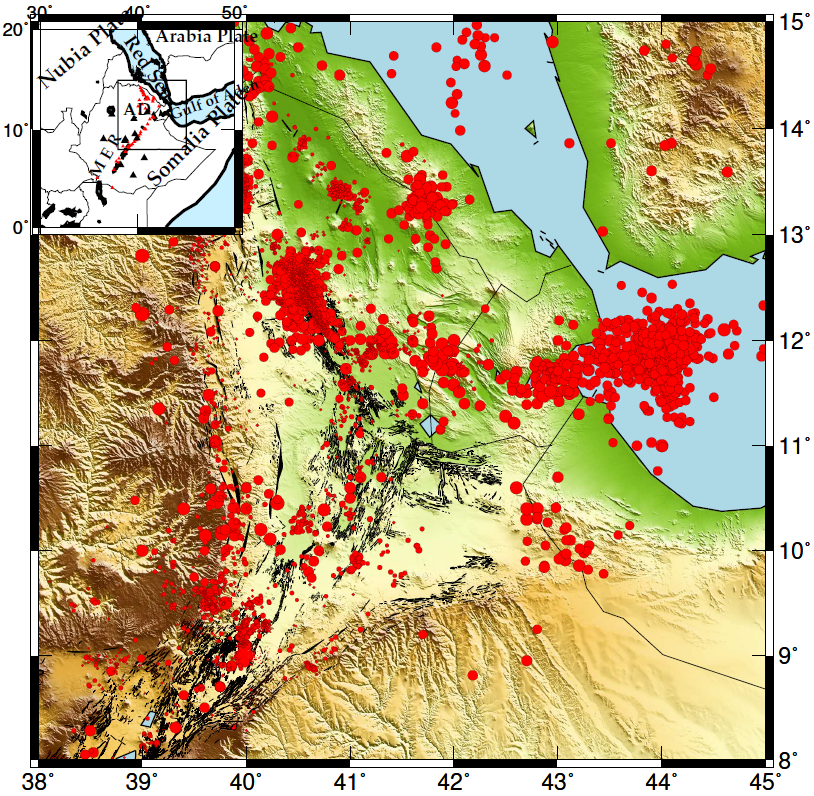 30° 40° 50°
20°
10°
0°
Nubia Plate
Arabia Plate
Red Sea
Gulf of Aden
AD
MER
Somalia Plate
15°
14°
13°
12°
11°
10°
9°
8°
38° 39° 40° 41° 42° 43° 44° 45°